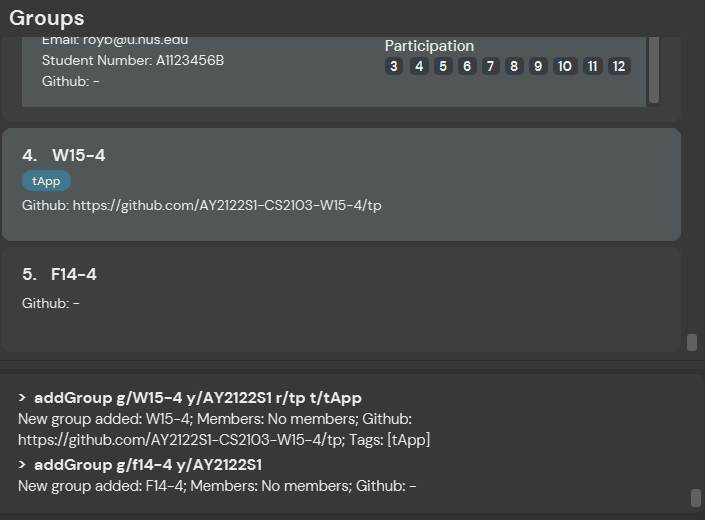 Groups
Email: royb@u.nus.edu
Student Number: A1123456B
Github: -
Participation
3 4 5 6 7 8 9 10 11 12
4. W15-4
tApp
Github: https://github.com/AY2122S1-CS2103-W15-4/tp
5. F14-4
Github: -
> addGroup g/W15-4 y/AY2122S1 r/tp t/tApp
New group added: W15-4; Members: No members; Github:
https://github.com/AY2122S1-CS2103-W15-4/tp; Tags: [tApp]
> addGroup g/f14-4 y/AY2122S1
New group added: F14-4; Members: No members; Github: -